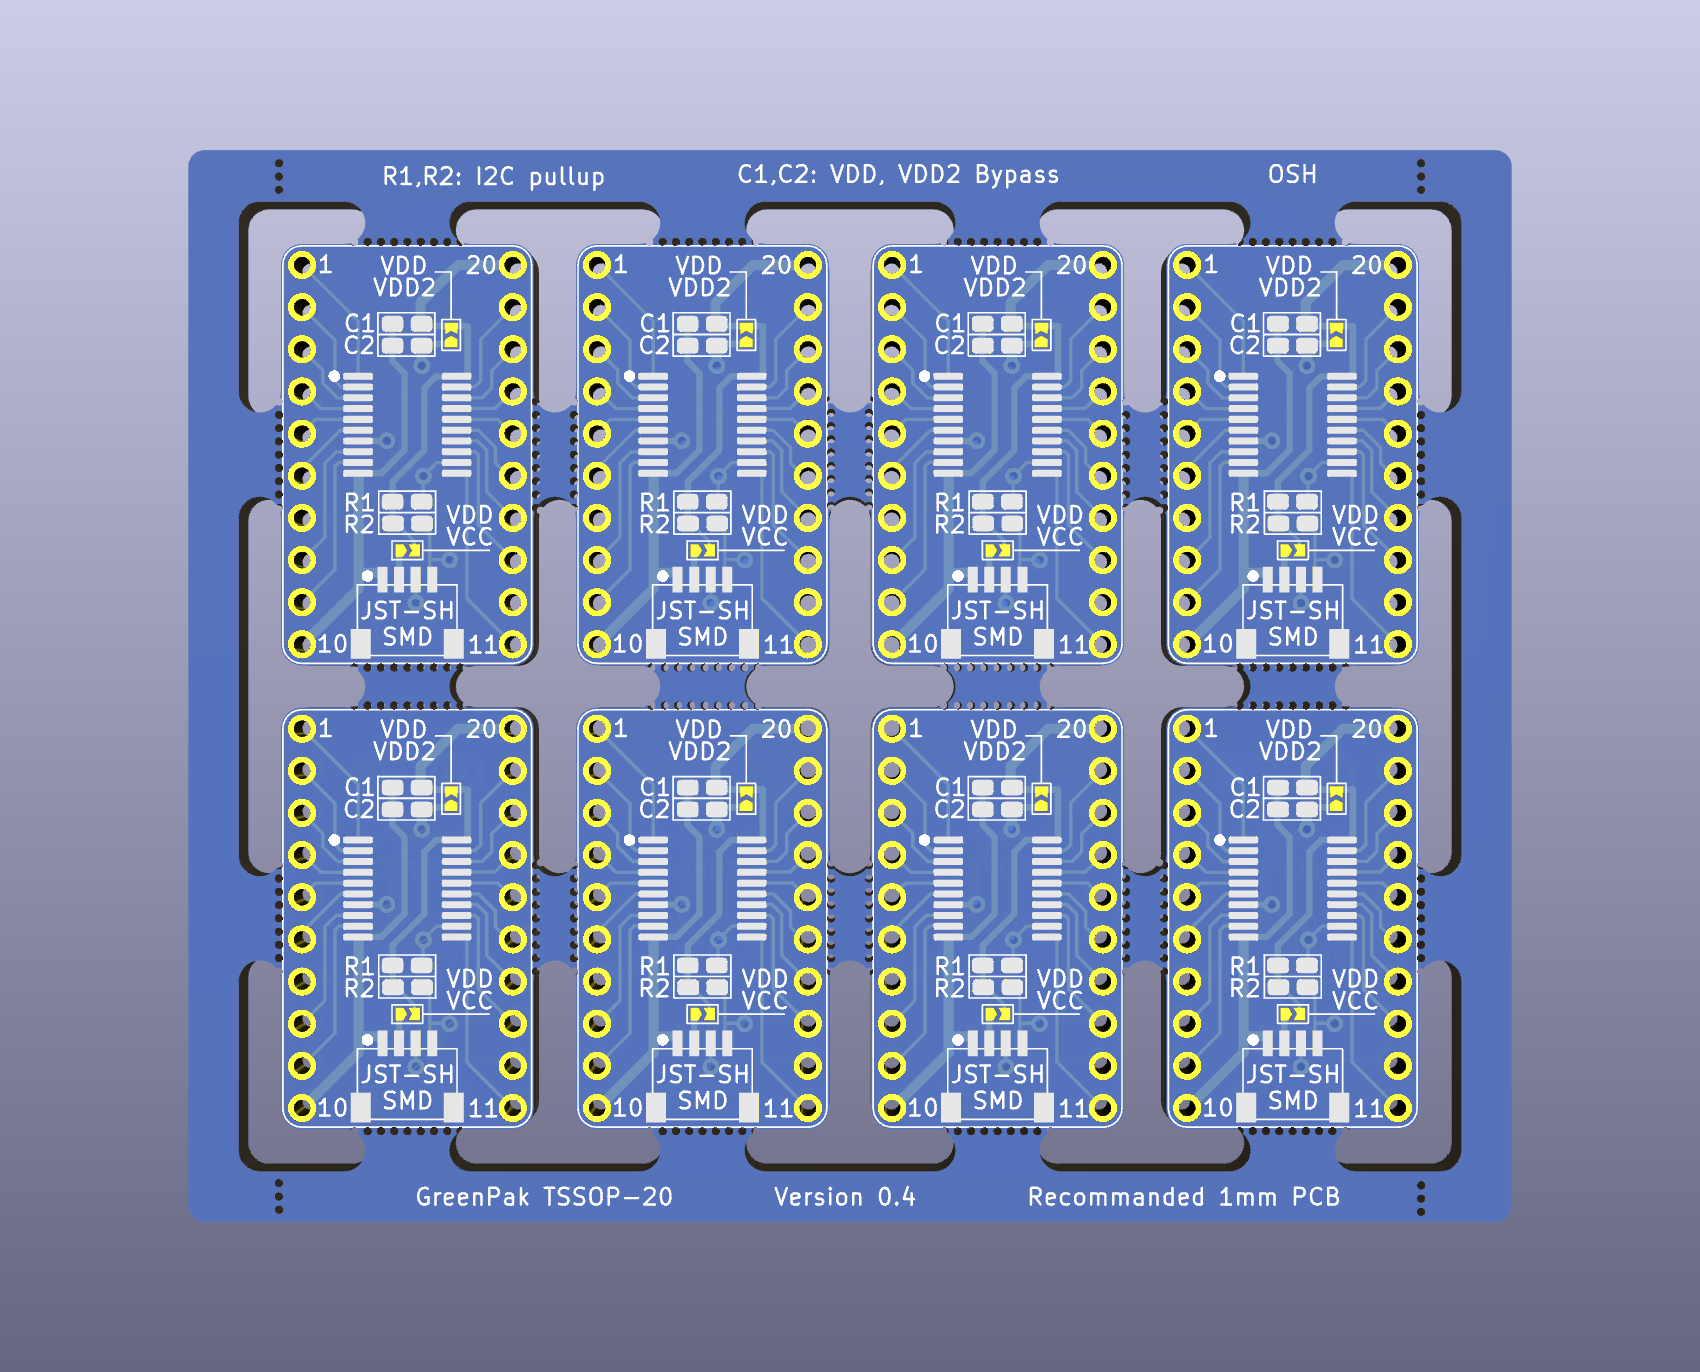 R1,R2: I2C pullup
C1,C2: VDD, VDD2 Bypass
OSH
1 VDD 20
VDD2
C1
C2
R1
R2
VDD
VCC
JST-SH
SMD
10 11
1 VDD 20
VDD2
C1
C2
R1
R2
VDD
VCC
JST-SH
SMD
10 11
1 VDD 20
VDD2
C1
C2
R1
R2
VDD
VCC
JST-SH
SMD
10 11
1 VDD 20
VDD2
C1
C2
R1
R2
VDD
VCC
JST-SH
SMD
10 11
1 VDD 20
VDD2
C1
C2
R1
R2
VDD
VCC
JST-SH
SMD
10 11
1 VDD 20
VDD2
C1
C2
R1
R2
VDD
VCC
JST-SH
SMD
10 11
1 VDD 20
VDD2
C1
C2
R1
R2
VDD
VCC
JST-SH
SMD
10 11
1 VDD 20
VDD2
C1
C2
R1
R2
VDD
VCC
JST-SH
SMD
10 11
GreenPak TSSOP-20
Version 0.4
Recommanded 1mm PCB